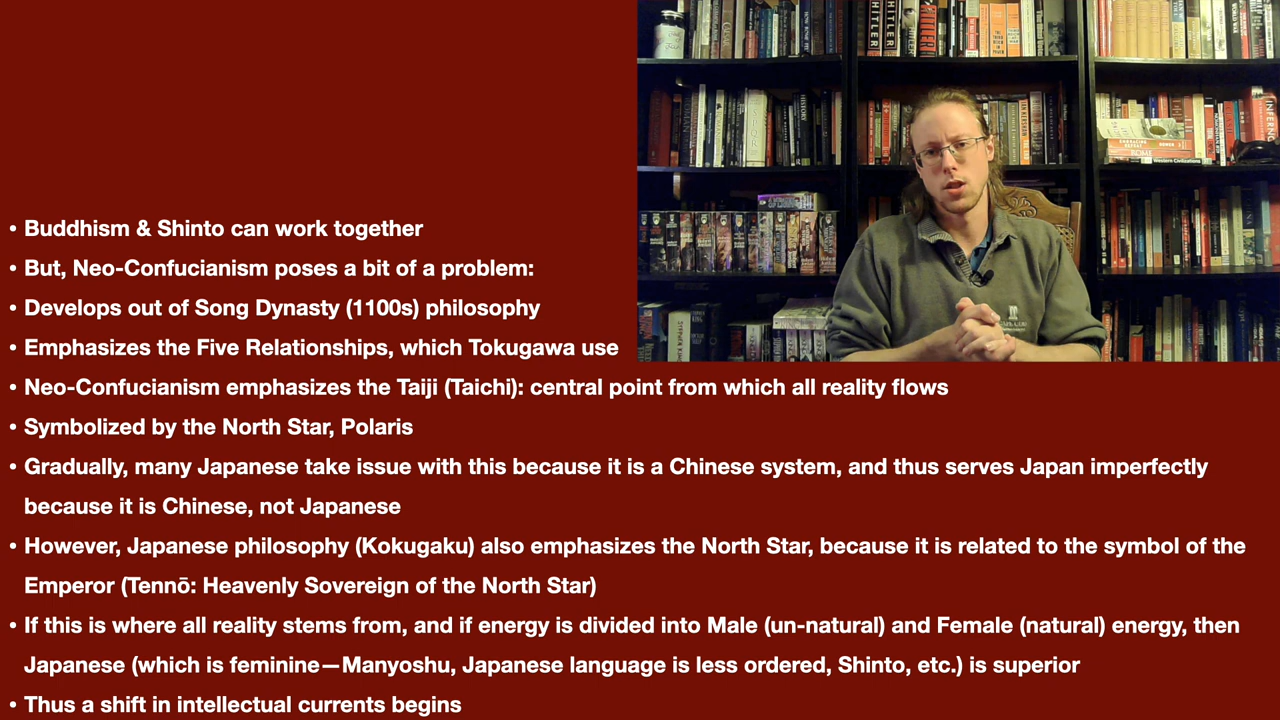 HITLER
HITLER
HISTORY
INFERNO
ROME
Western Civilizations
• Buddhism & Shinto can work together
• But, Neo-Confucianism poses a bit of a problem:
• Develops out of Song Dynasty (1100s) philosophy
• Emphasizes the Five Relationships, which Tokugawa use
• Neo-Confucianism emphasizes the Taiji (Taichi): central point from which all reality flows
• Symbolized by the North Star, Polaris
• Gradually, many Japanese take issue with this because it is a Chinese system, and thus serves Japan imperfectly
because it is Chinese, not Japanese
• However, Japanese philosophy (Kokugaku) also emphasizes the North Star, because it is related to the symbol of the
Emperor (Tennō: Heavenly Sovereign of the North Star)
• If this is where all reality stems from, and if energy is divided into Male (un-natural) and Female (natural) energy, then
Japanese (which is feminine—Manyoshu, Japanese language is less ordered, Shinto, etc.) is superior
• Thus a shift in intellectual currents begins